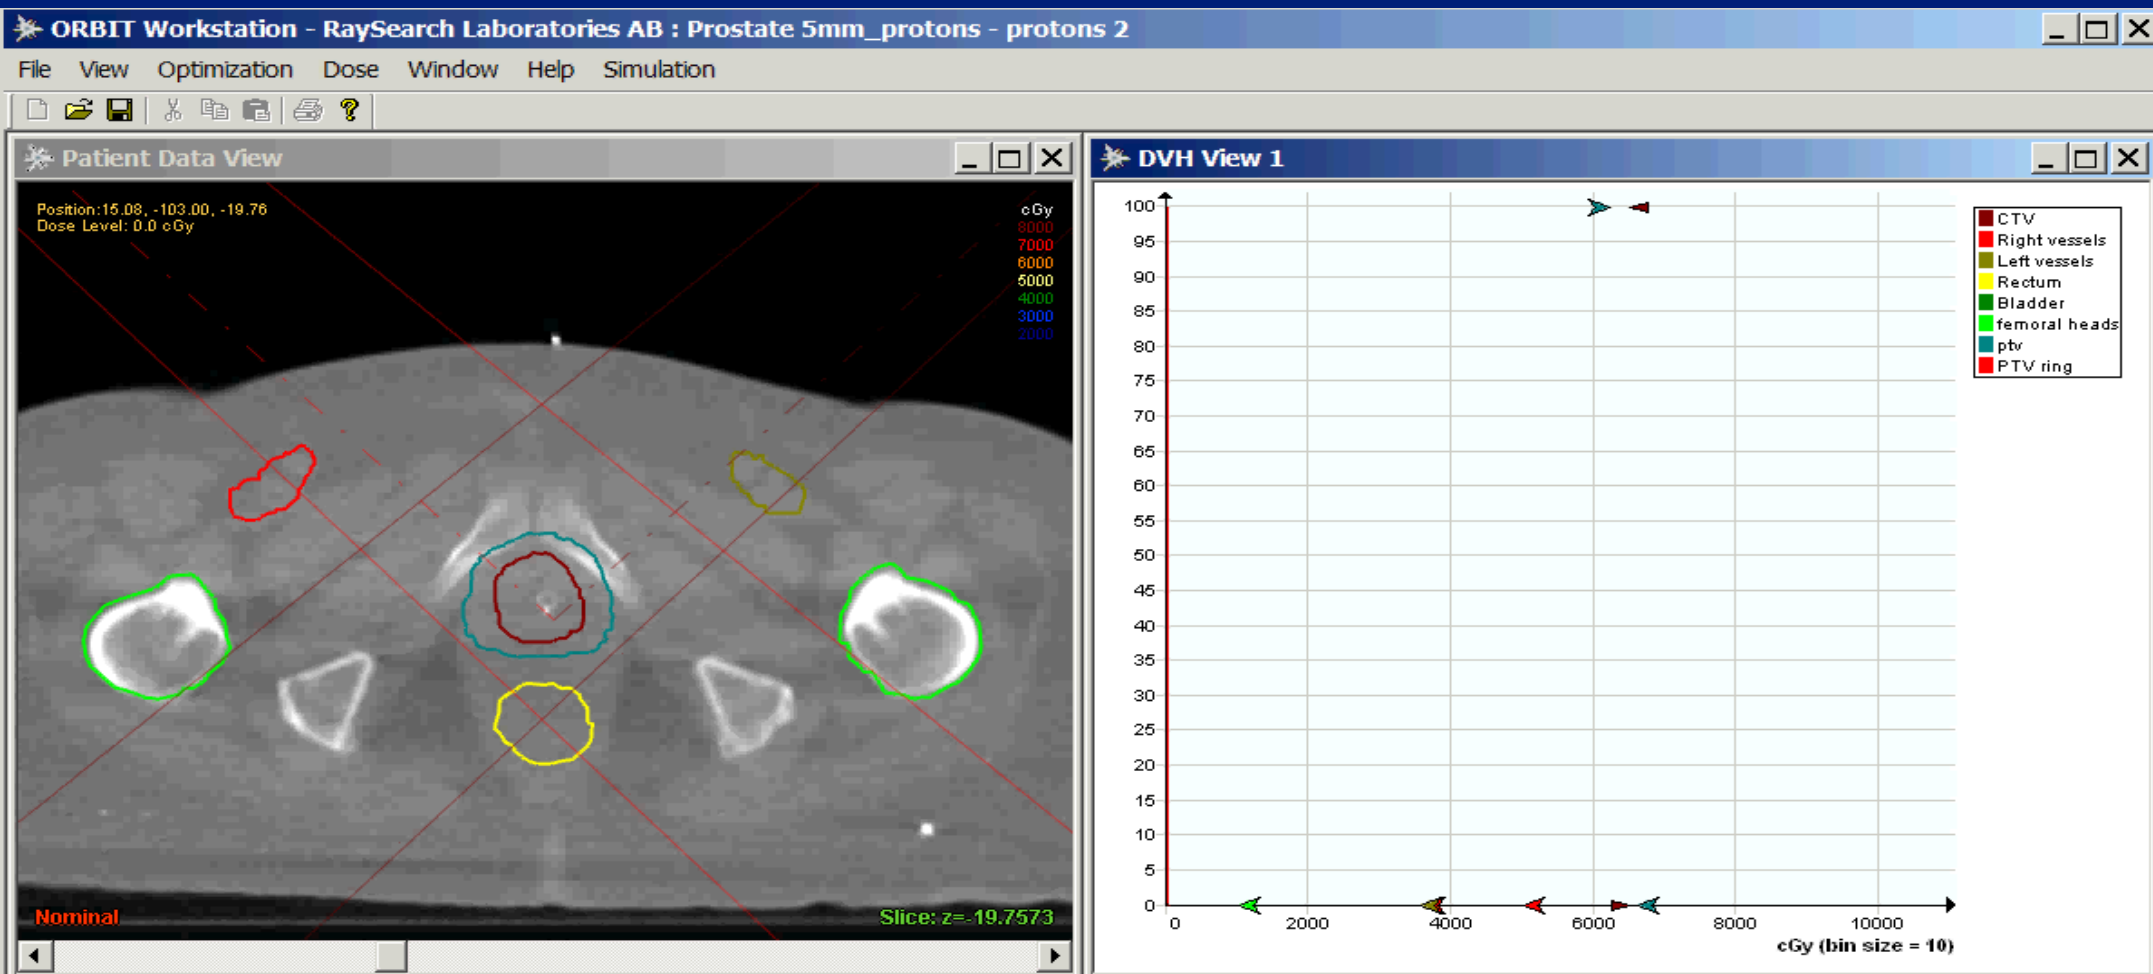 ORBIT Workstation - RaySearch Laboratories AB : Prostate 5mm_protons - protons 2
File View Optimization Dose Window Help Simulation
Patient Data View
Position:15.08, -103.00, -19.76
Dose Level: 0.0 cGy
cGy
8000
7000
6000
5000
4000
3000
2000
Nominal
Slice: z=-19.7573
DVH View 1
100
95
90
85
80
75
70
65
60
55
50
45
40
35
30
25
20
15
10
5
0
0 2000 4000 6000 8000 10000
cGy (bin size = 10)
CTV
Right vessels
Left vessels
Rectum
Bladder
femoral heads
ptv
PTV ring